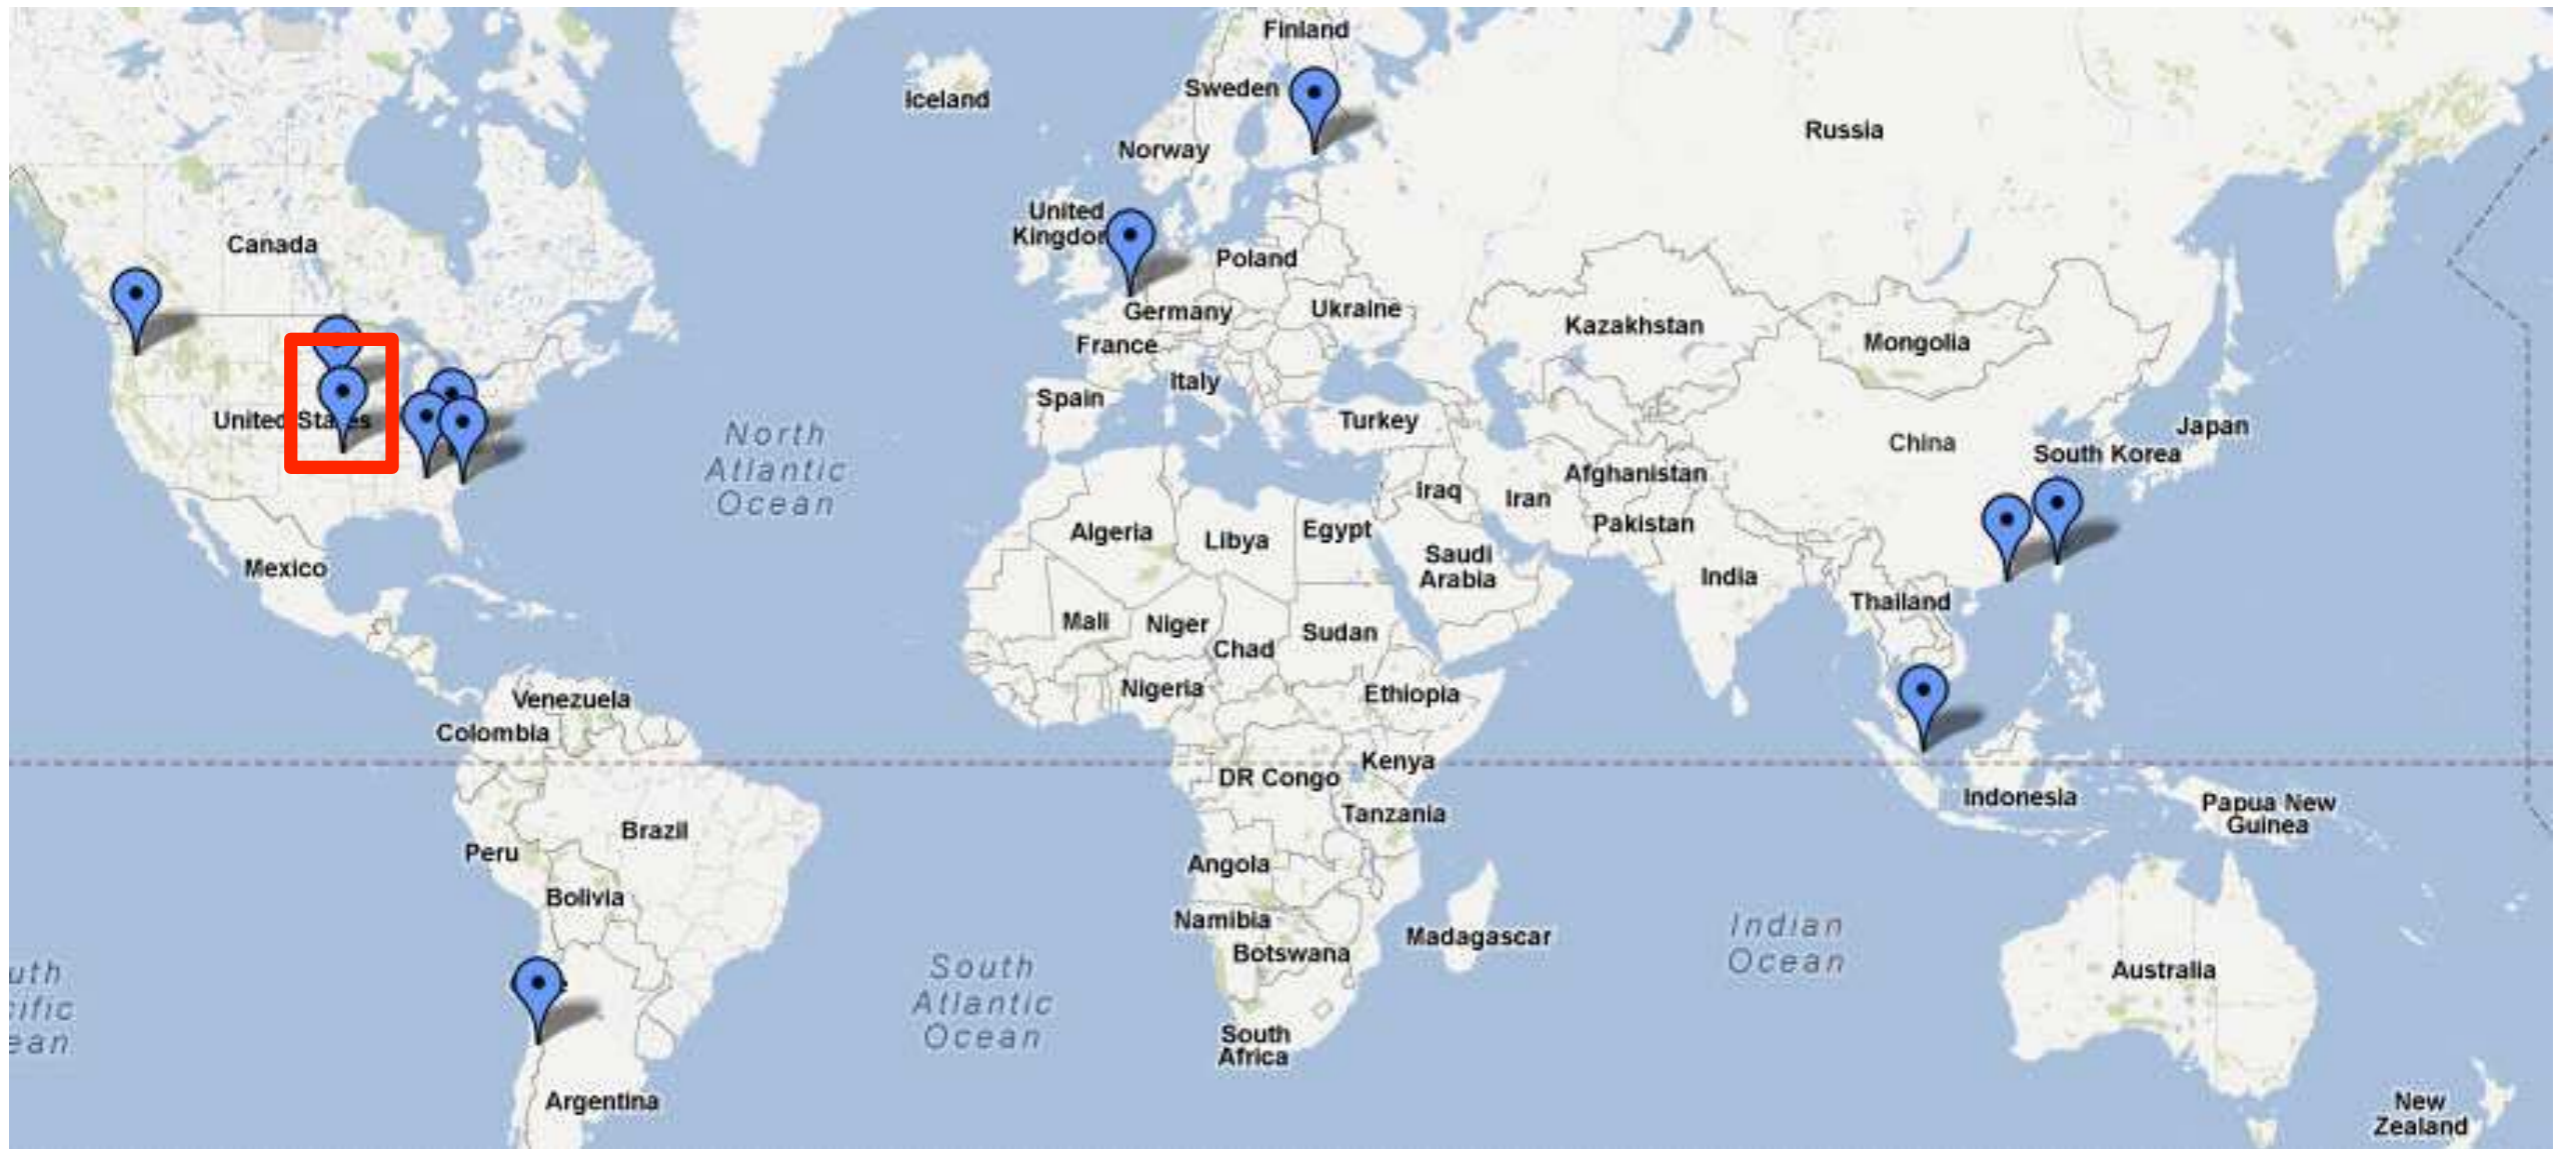 Finland
Sweden
Iceland
Russia
Norway
United
Kingdom
Canada
Poland
Germany
Ukraine
Kazakhstan
Mongolia
France
Italy
Spain
United States
Turkey
Japan
China
South Korea
North
Atlantic
Ocean
Afghanistan
Iraq
Iran
Pakistan
Algeria
Libya
Egypt
Saudi
Arabia
Mexico
India
Thailand
Mali
Niger
Sudan
Chad
Nigeria
Ethiopia
Venezuela
Colombia
Kenya
DR Congo
Indonesia
Papua New
Guinea
Tanzania
Brazil
Peru
Angola
Bolivia
Namibia
Botswana
Madagascar
Indian
Ocean
South
Atlantic
Ocean
uth
ific
ean
Australia
South
Africa
Argentina
New
Zealand